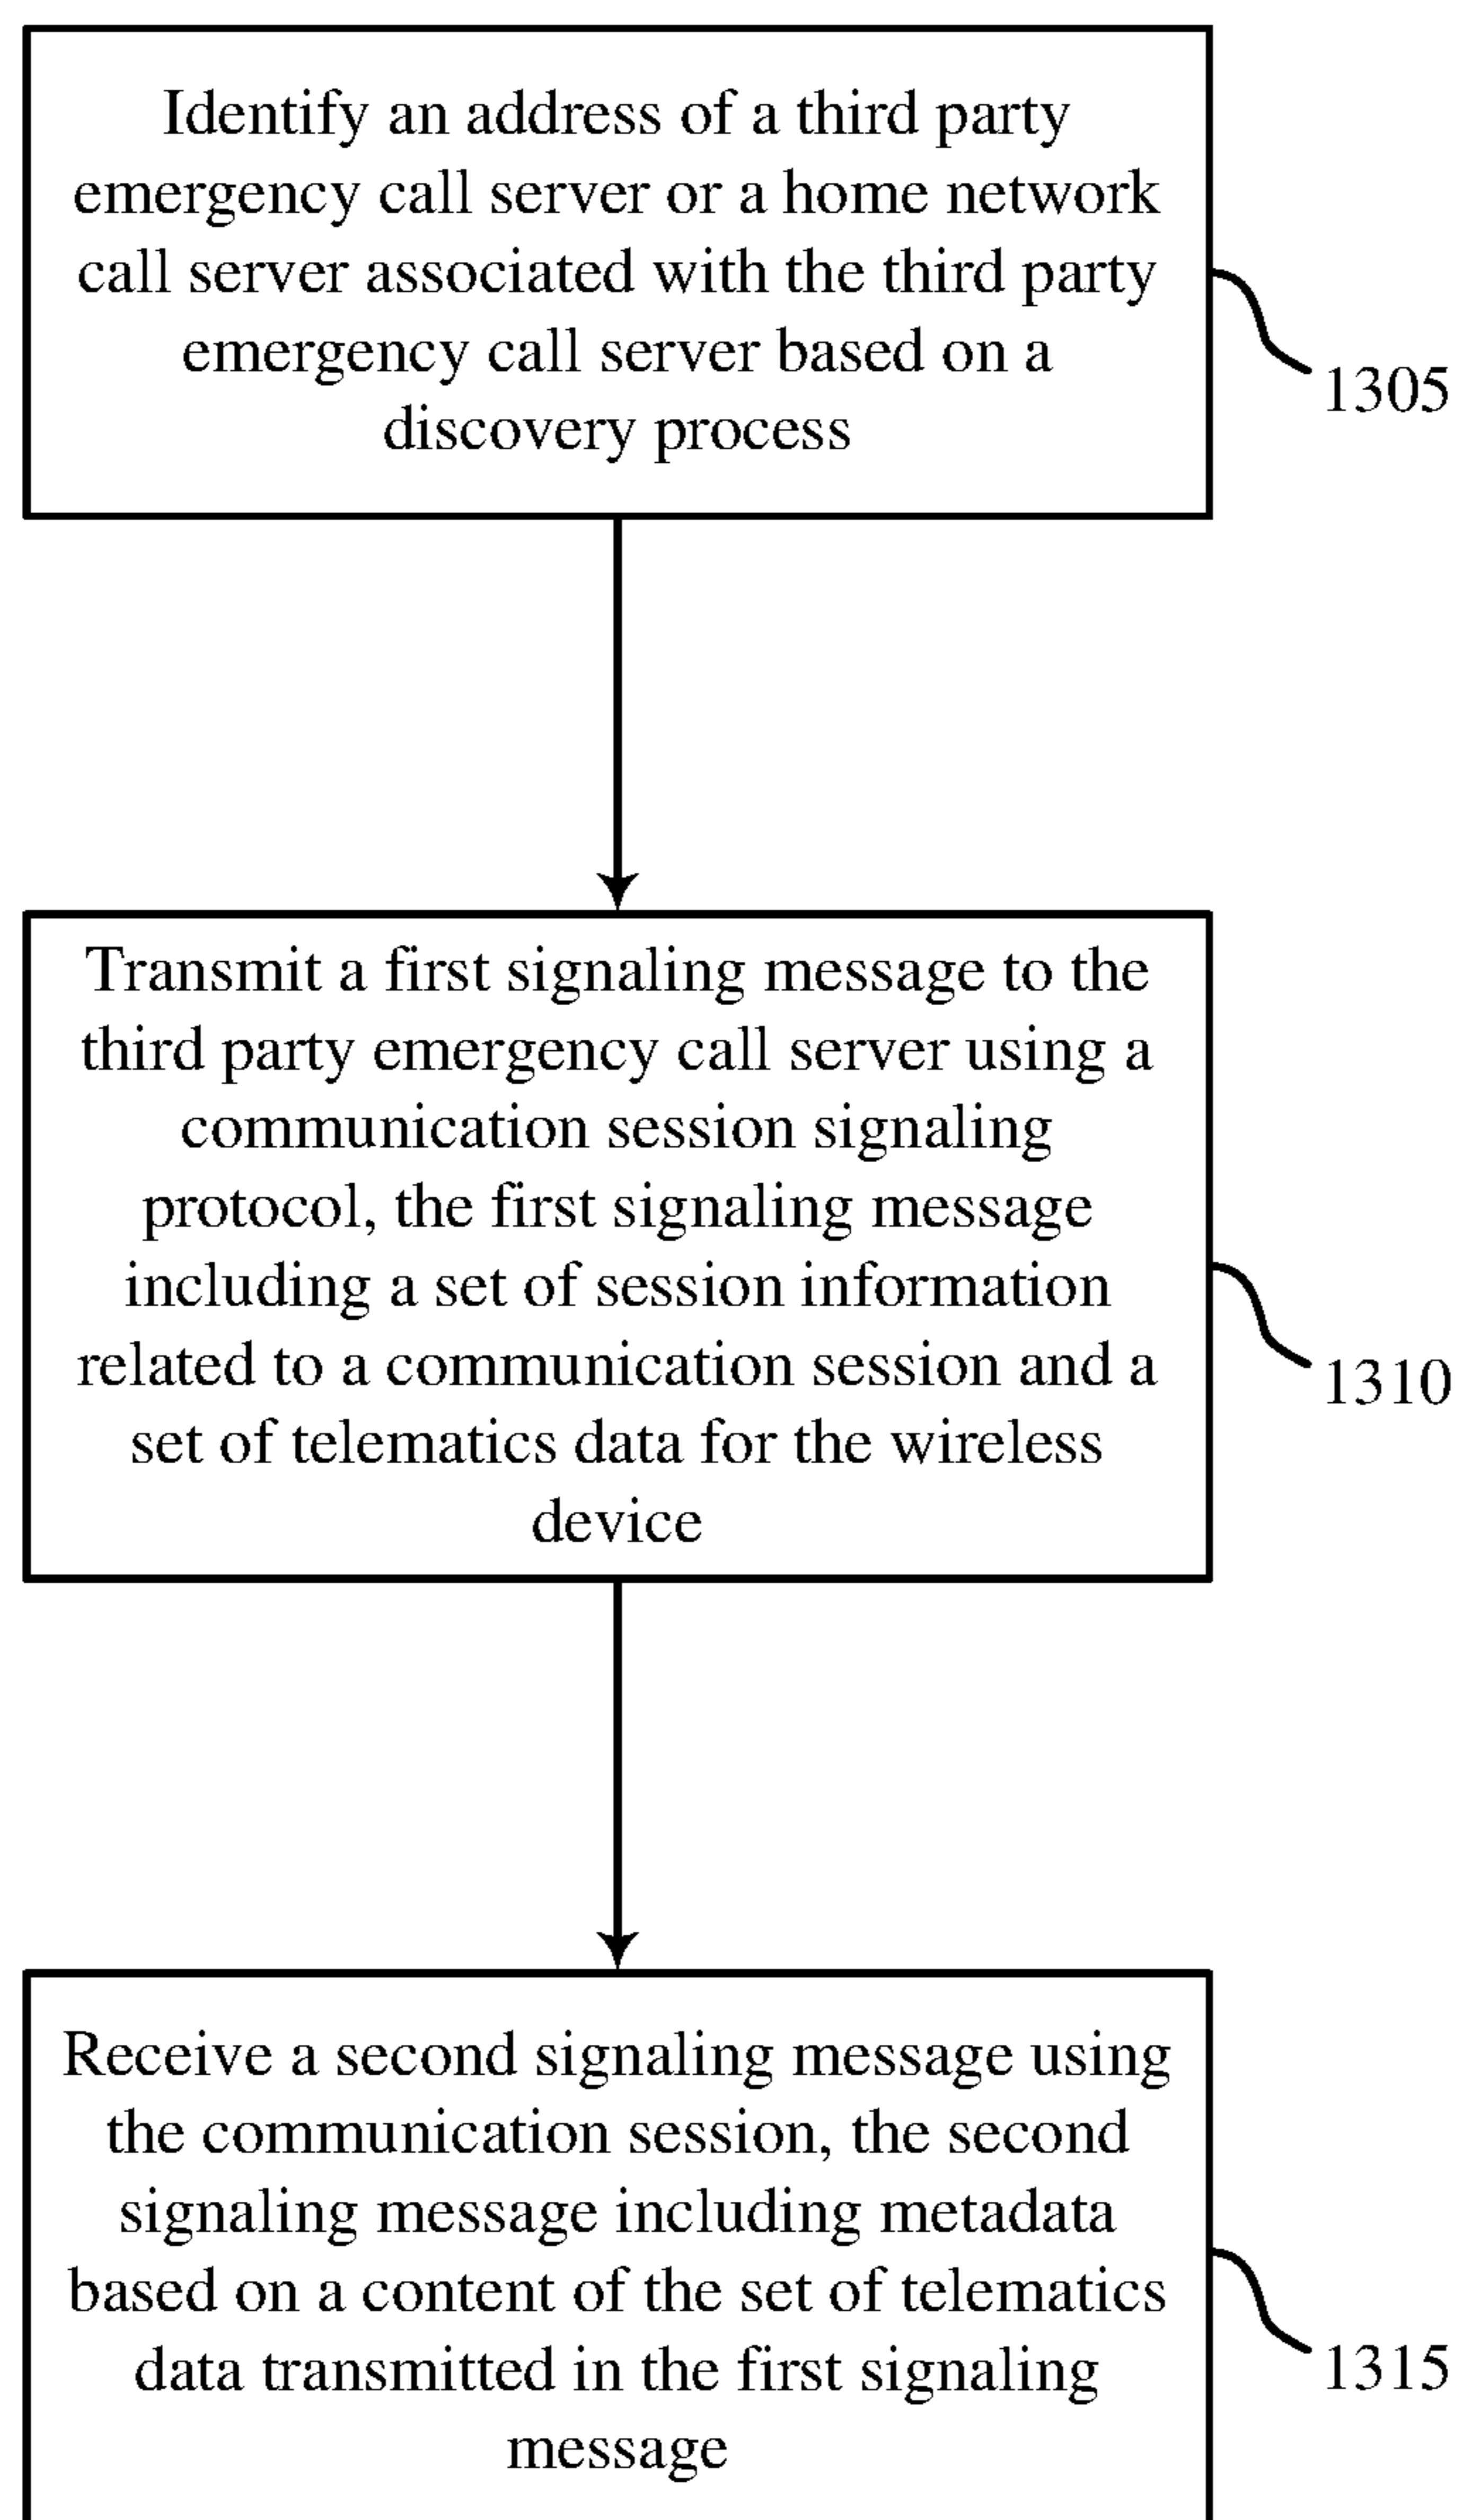 Identify an address of a third party
emergency call server or a home network
call server associated with the third party
emergency call server based on a
discovery process
1305
Transmit a first signaling message to the
third party emergency call server using a
communication session signaling
protocol, the first signaling message
including a set of session information
related to a communication session and a
set of telematics data for the wireless
device
1310
Receive a second signaling message using
the communication session, the second
signaling message including metadata
based on a content of the set of telematics
data transmitted in the first signaling
message
1315